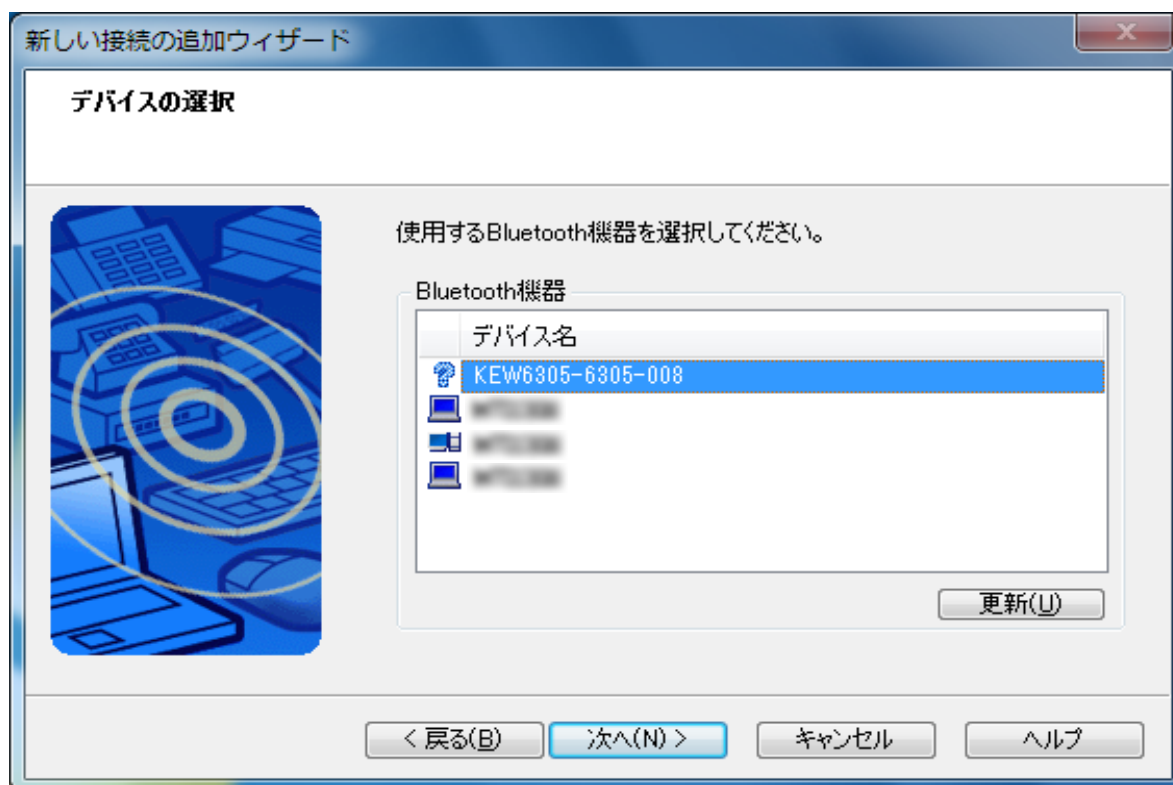 新しい接続の追加ウィザード
デバイスの選択
使用するBluetooth機器を選択してください。
Bluetooth機器
デバイス名
KEW6305-6305-008
更新(U)
< 戻る(B)
次へ(N) >
キャンセル
ヘルプ